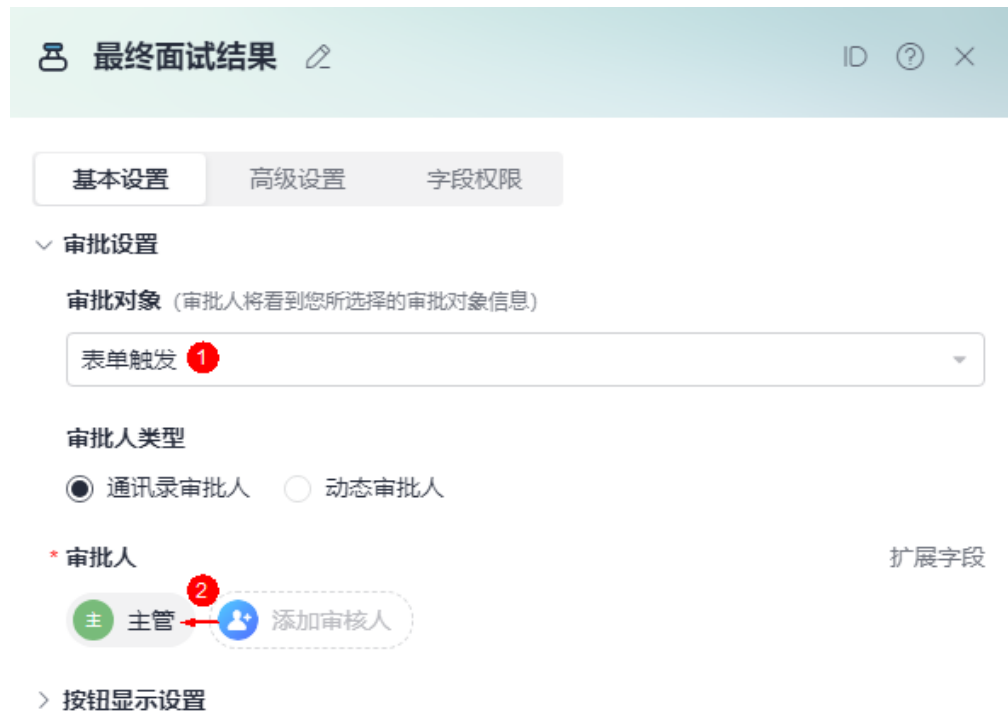 最终面试结果 ID
基本设置 高级设置 字段权限
审批设置
审批对象 (审批人将看到您所选择的审批对象信息)
表单触发 1
审批人类型
通讯录审批人 动态审批人
* 审批人 扩展字段
2
主 主管 添加审核人
按钮显示设置